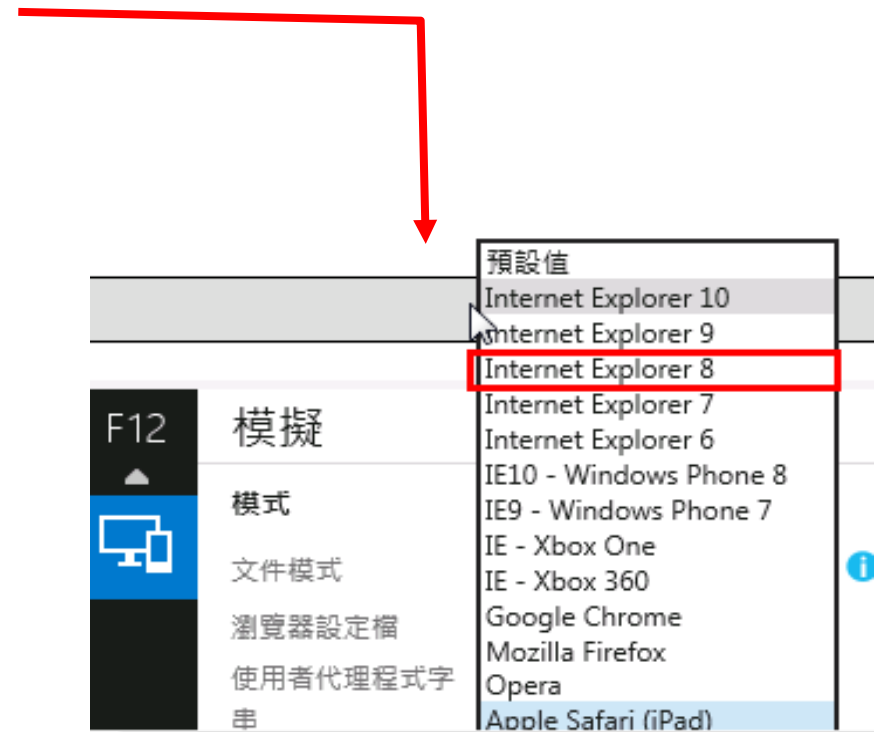 預設值
Internet Explorer 10
Internet Explorer 9
Internet Explorer 8
Internet Explorer 7
Internet Explorer 6
IE10 - Windows Phone 8
IE9 - Windows Phone 7
IE - Xbox One
IE - Xbox 360
Google Chrome
Mozilla Firefox
Opera
Apple Safari (iPad)
F12
模擬
模式
文件模式
瀏覽器設定檔
使用者代理程式字
串